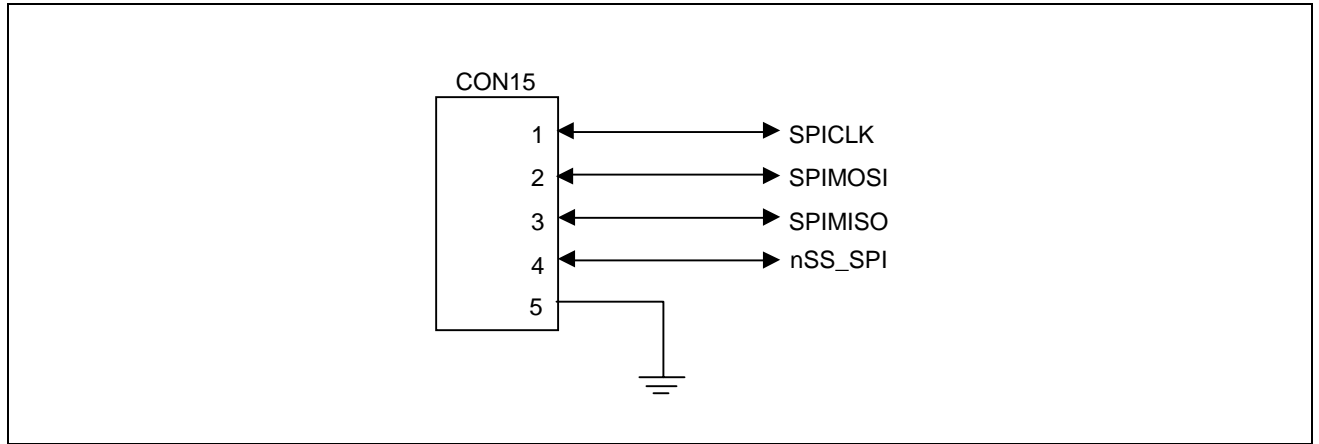 CON15
1 SPICLK
2 SPIMOSI
3 SPIMISO
4 nSS_SPI
5